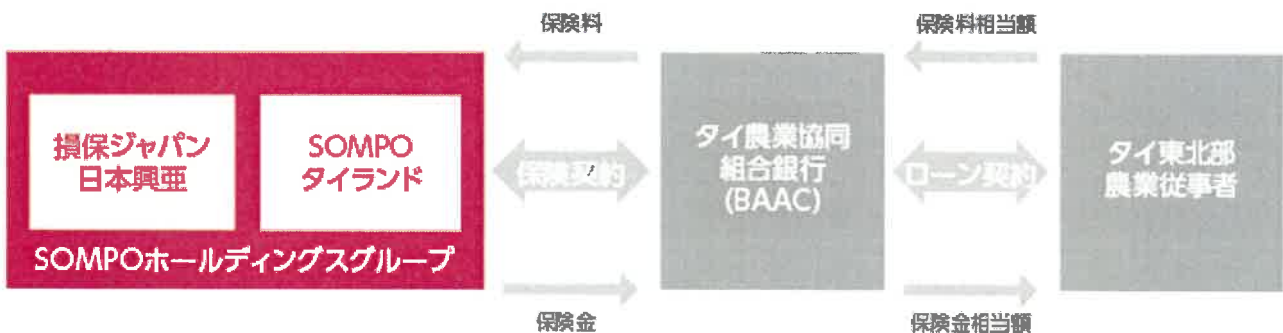 保険料
保険料相当額
損保ジャパン
日本興亜
SOMPO
タイランド
SOMPOホールディングスグループ
保険契約
タイ農業協同
組合銀行
(BAAC)
ローン契約
タイ東北部
農業従事者
保険金
保険金相当額